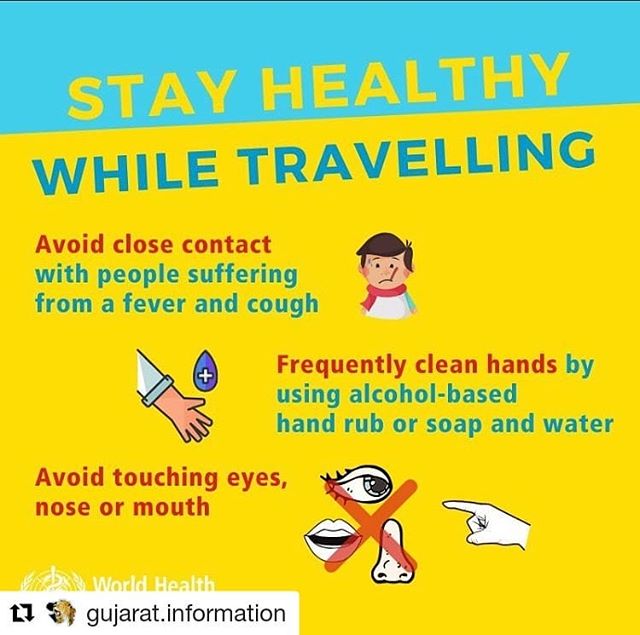 STAY HEALTHY
WHILE TRAVELLING
Avoid close contact
with people suffering
from a fever and cough
Frequently clean hands by
using alcohol-based
hand rub or soap and water
Avoid touching eyes,
nose or mouth
World Health
gujarat.information